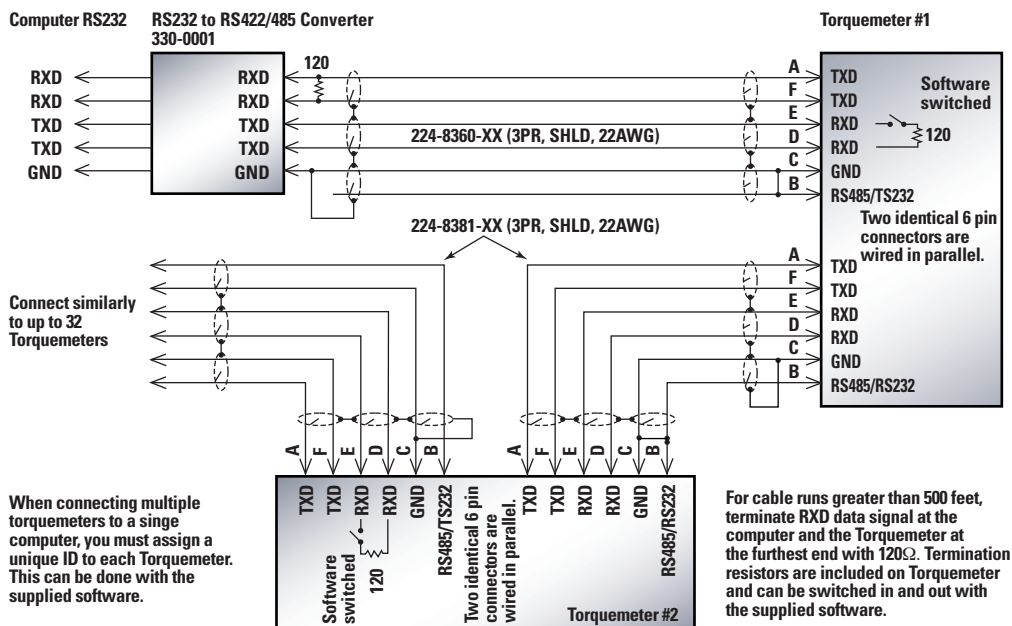 Computer RS232
RS232 to RS422/485 Converter
330-0001
Torquemeter #1
RXD
RXD
TXD
TXD
GND
RXD
RXD
TXD
TXD
GND
120
224-8360-XX (3PR, SHLD, 22AWG)
A
F
E
D
C
B
TXD
TXD
RXD
RXD
GND
RS485/TS232
Software
switched
120
Two identical 6 pin
connectors are
wired in parallel.
224-8381-XX (3PR, SHLD, 22AWG)
A
F
E
D
C
B
TXD
TXD
RXD
RXD
GND
RS485/RS232
Connect similarly
to up to 32
Torquemeters
A
F
E
D
C
B
TXD
TXD
RXD
RXD
GND
RS485/TS232
Software
switched
120
Two identical 6 pin
connectors are
wired in parallel.
A
F
E
D
C
B
TXD
TXD
RXD
RXD
GND
RS485/RS232
Torquemeter #2
When connecting multiple
torquemeters to a singe
computer, you must assign a
unique ID to each Torquemeter.
This can be done with the
supplied software.
For cable runs greater than 500 feet,
terminate RXD data signal at the
computer and the Torquemeter at
the furthest end with 120Ω. Termination
resistors are included on Torquemeter
and can be switched in and out with
the supplied software.